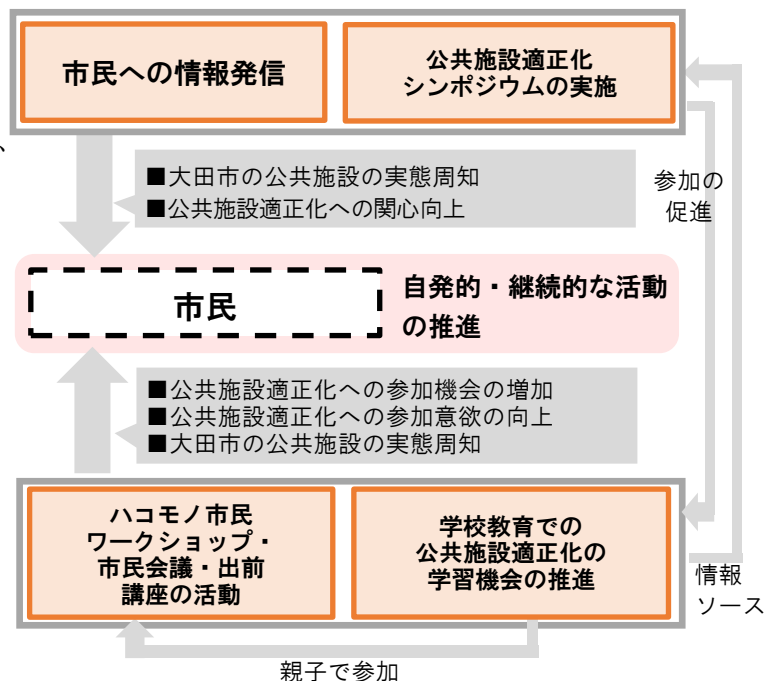 市民への情報発信
公共施設適正化
シンポジウムの実施
、
■大田市の公共施設の実態周知
■公共施設適正化への関心向上
参加の
促進
市民
自発的・継続的な活動
の推進
■公共施設適正化への参加機会の増加
■公共施設適正化への参加意欲の向上
■大田市の公共施設の実態周知
ハコモノ市民
ワークショップ・
市民会議・出前
講座の活動
学校教育での
公共施設適正化の
学習機会の推進
情報
ソース
親子で参加